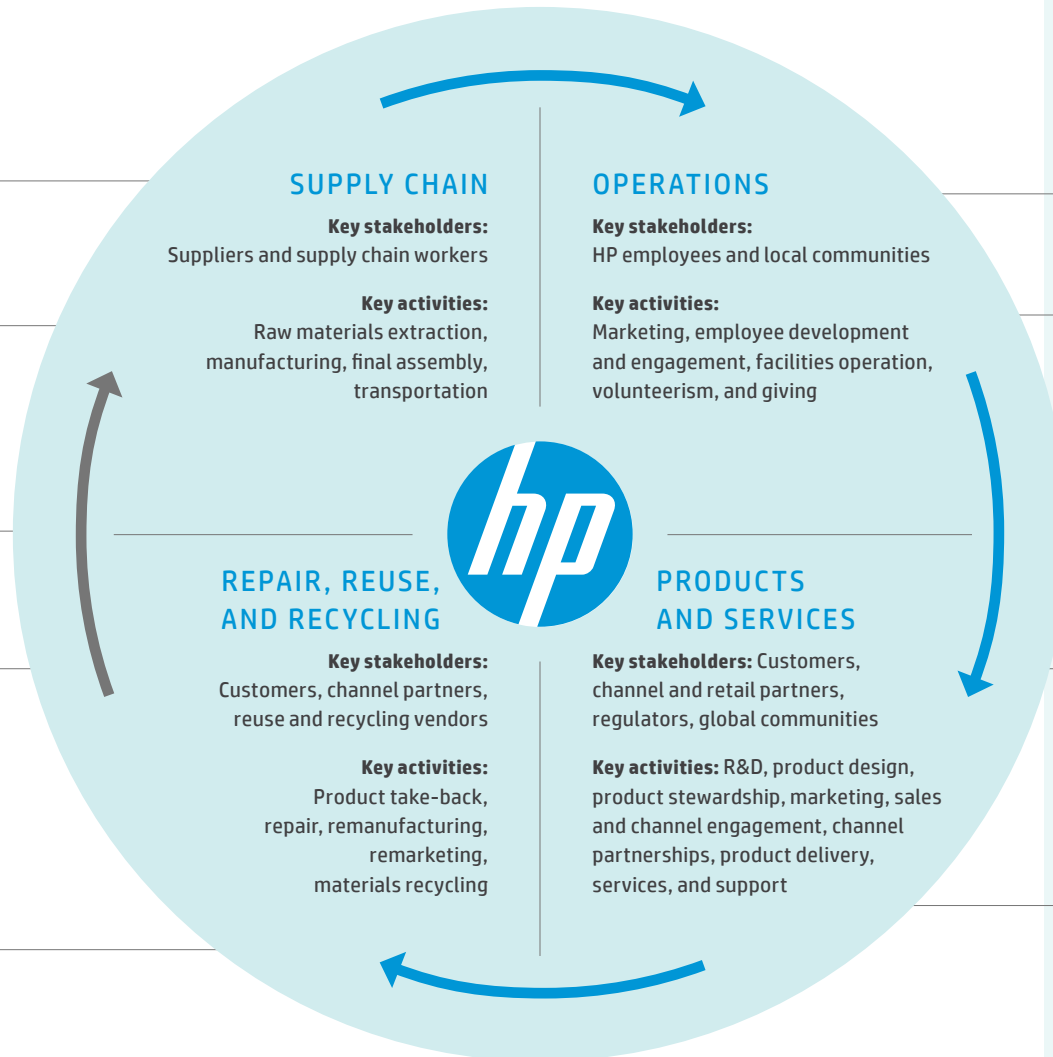 SUPPLY CHAIN
Key stakeholders:
Suppliers and supply chain workers
Key activities:
Raw materials extraction,
manufacturing, final assembly,
transportation
OPERATIONS
Key stakeholders:
HP employees and local communities
Key activities:
Marketing, employee development
and engagement, facilities operation,
volunteerism, and giving
hp
REPAIR, REUSE,
AND RECYCLING
Key stakeholders:
Customers, channel partners,
reuse and recycling vendors
Key activities:
Product take-back,
repair, remanufacturing,
remarketing,
materials recycling
PRODUCTS
AND SERVICES
Key stakeholders: Customers,
channel and retail partners,
regulators, global communities
Key activities: R&D, product design,
product stewardship, marketing, sales
and channel engagement, channel
partnerships, product delivery,
services, and support